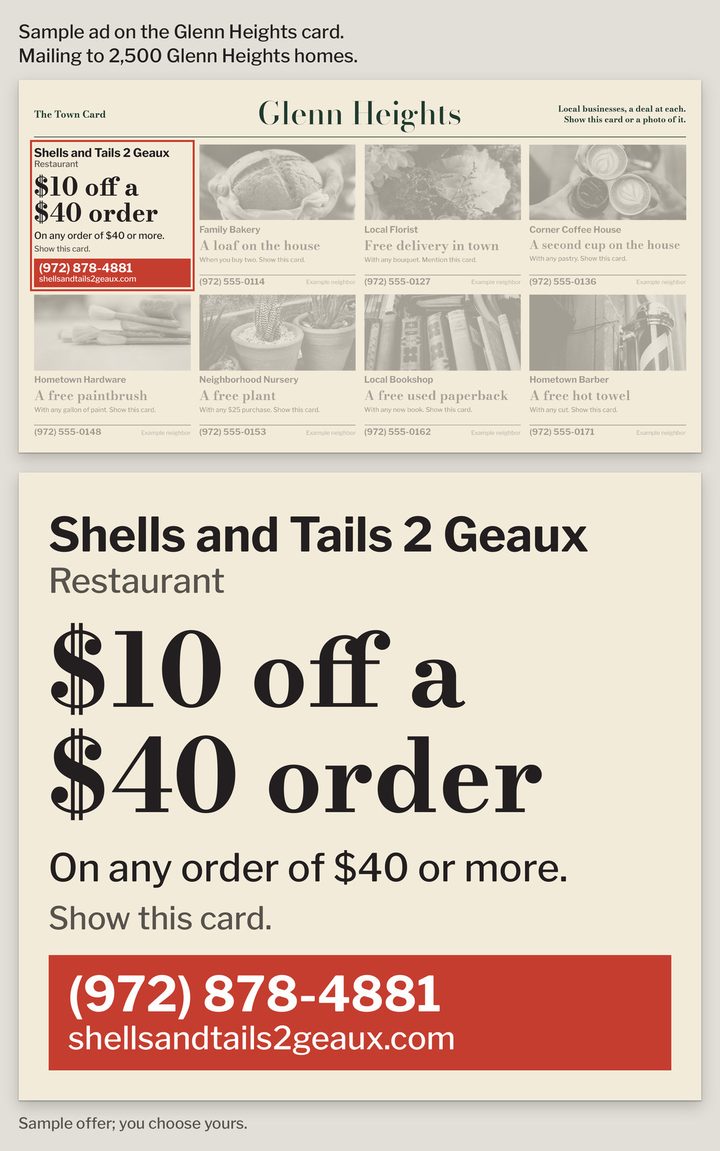 Sample ad on the Glenn Heights card.
Mailing to 2,500 Glenn Heights homes.
The Town Card
Glenn Heights
Local businesses, a deal at each.
Show this card or a photo of it.
Shells and Tails 2 Geaux
Restaurant
$10 off a
$40 order
On any order of $40 or more.
Show this card.
(972) 878-4881
shellsandtails2geaux.com
Family Bakery
A loaf on the house
When you buy two. Show this card.
(972) 555-0114
Example neighbor
Local Florist
Free delivery in town
With any bouquet. Mention this card.
(972) 555-0127
Example neighbor
Corner Coffee House
A second cup on the house
With any pastry. Show this card.
(972) 555-0136
Example neighbor
Hometown Hardware
A free paintbrush
With any gallon of paint. Show this card.
(972) 555-0148
Example neighbor
Neighborhood Nursery
A free plant
With any $25 purchase. Show this card.
(972) 555-0153
Example neighbor
Local Bookshop
A free used paperback
With any new book. Show this card.
(972) 555-0162
Example neighbor
Hometown Barber
A free hot towel
With any cut. Show this card.
(972) 555-0171
Example neighbor
Shells and Tails 2 Geaux
Restaurant
$10 off a
$40 order
On any order of $40 or more.
Show this card.
(972) 878-4881
shellsandtails2geaux.com
Sample offer; you choose yours.